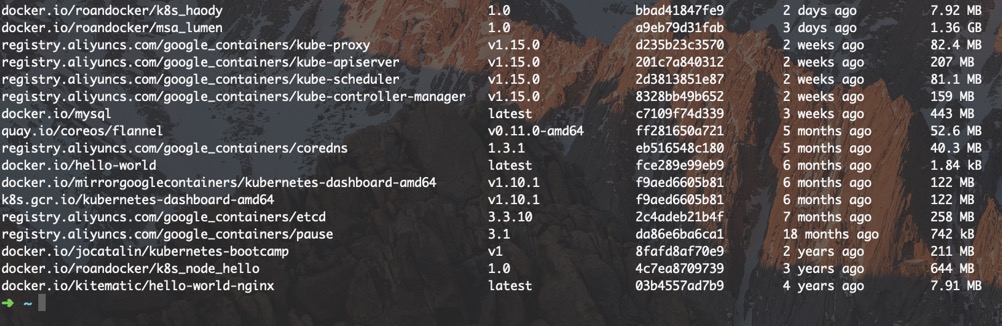 docker.io/roandocker/k8s_haody 1.0 bbad41847fe9 2 days ago 7.92 MB
docker.io/roandocker/msa_lumen 1.0 a9eb79d31fab 3 days ago 1.36 GB
registry.aliyuncs.com/google_containers/kube-proxy v1.15.0 d235b23c3570 2 weeks ago 82.4 MB
registry.aliyuncs.com/google_containers/kube-apiserver v1.15.0 201c7a840312 2 weeks ago 207 MB
registry.aliyuncs.com/google_containers/kube-scheduler v1.15.0 2d3813851e87 2 weeks ago 81.1 MB
registry.aliyuncs.com/google_containers/kube-controller-manager v1.15.0 8328bb49b652 2 weeks ago 159 MB
docker.io/mysql latest c7109f74d339 3 weeks ago 443 MB
quay.io/coreos/flannel v0.11.0-amd64 ff281650a721 5 months ago 52.6 MB
registry.aliyuncs.com/google_containers/coredns 1.3.1 eb516548c180 5 months ago 40.3 MB
docker.io/hello-world latest fce289e99eb9 6 months ago 1.84 kB
docker.io/mirrorgooglecontainers/kubernetes-dashboard-amd64 v1.10.1 f9aed6605b81 6 months ago 122 MB
k8s.gcr.io/kubernetes-dashboard-amd64 v1.10.1 f9aed6605b81 6 months ago 122 MB
registry.aliyuncs.com/google_containers/etcd 3.3.10 2c4adeb21b4f 7 months ago 258 MB
registry.aliyuncs.com/google_containers/pause 3.1 da86e6ba6ca1 18 months ago 742 kB
docker.io/jocatalin/kubernetes-bootcamp v1 8fafd8af70e9 2 years ago 211 MB
docker.io/roandocker/k8s_node_hello 1.0 4c7ea8709739 3 years ago 644 MB
docker.io/kitematic/hello-world-nginx latest 03b4557ad7b9 4 years ago 7.91 MB
➜ ~